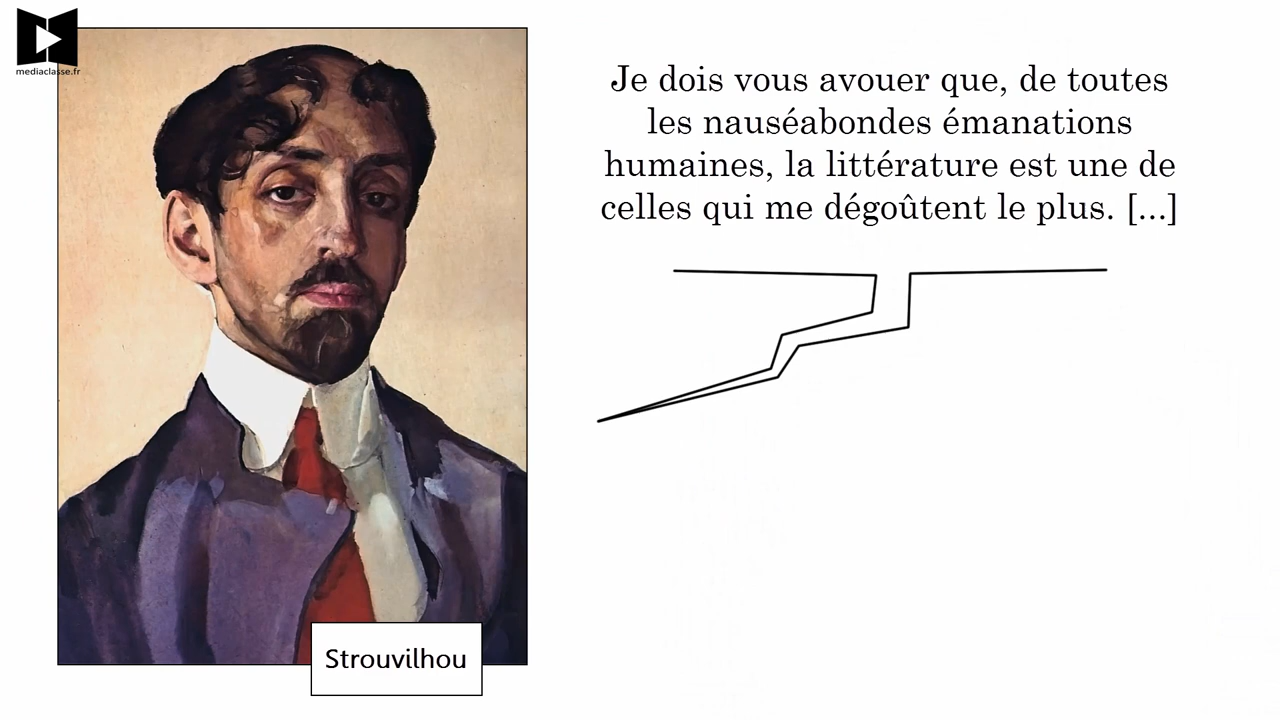 mediaclasse.fr
Je dois vous avouer que, de toutes
les nauséabondes émanations
humaines, la littérature est une de
celles qui me dégoûtent le plus. [...]
Strouvilhou